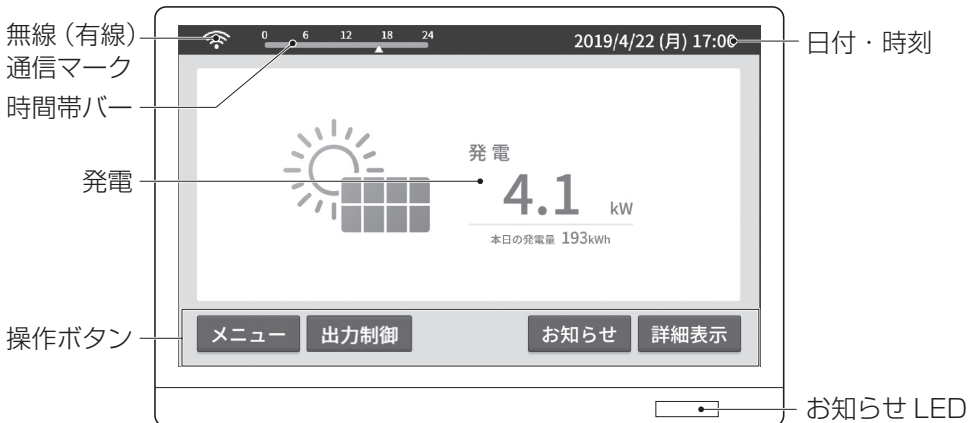 無線（有線）
通信マーク
時間帯バー
発電
操作ボタン
0 6 12 18 24
2019/4/22 (月) 17:00
発電
4.1 kW
本日の発電量 193kWh
メニュー 出力制御 お知らせ 詳細表示
日付・時刻
お知らせ LED